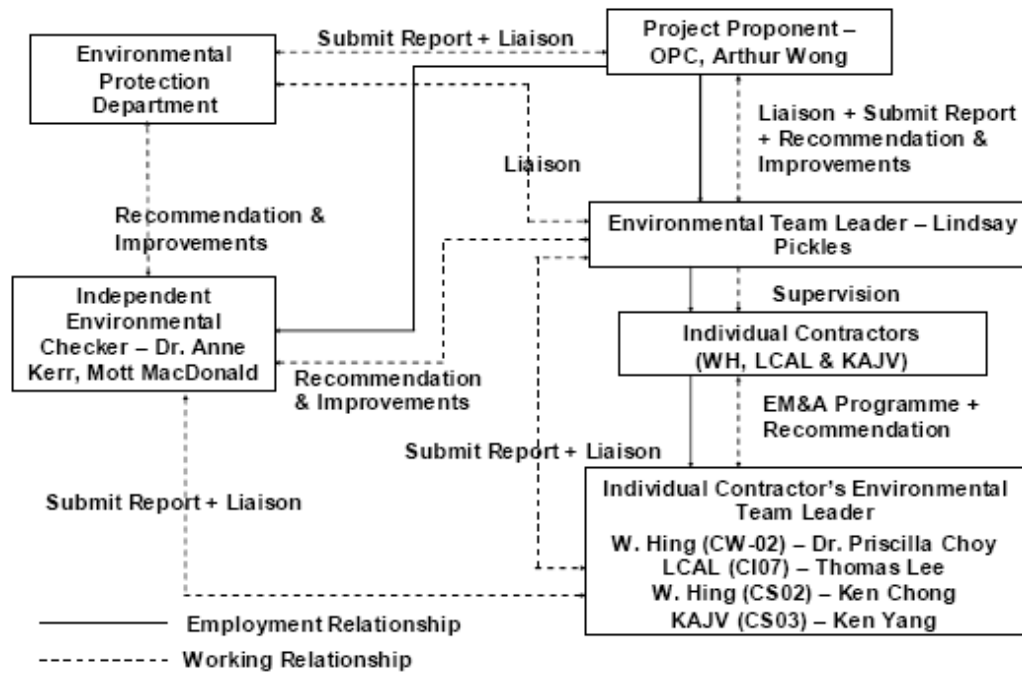 Submit Report + Liaison
Environmental
Protection
Department
Project Proponent –
OPC, Arthur Wong
Liaison + Submit Report
+ Recommendation &
Improvements
Liaison
Recommendation &
Improvements
Environmental Team Leader – Lindsay
Pickles
Supervision
Independent
Environmental
Checker – Dr. Anne
Kerr, Mott MacDonald
Individual Contractors
(WH, LCAL & KAJV)
Recommendation
& Improvements
EM&A Programme +
Recommendation
Submit Report + Liaison
Submit Report + Liaison
Individual Contractor's Environmental
Team Leader
W. Hing (CW-02) – Dr. Priscilla Choy
LCAL (CI07) – Thomas Lee
W. Hing (CS02) – Ken Chong
KAJV (CS03) – Ken Yang
Employment Relationship
Working Relationship